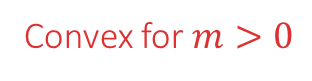 Convex for 𝑚 > 0